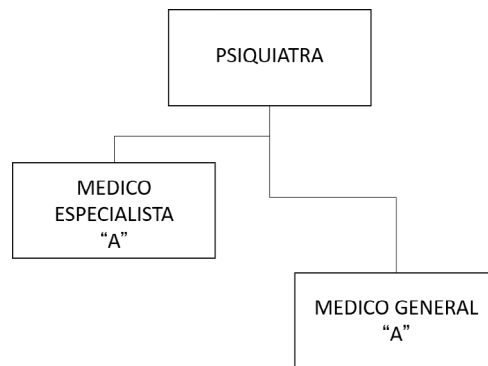 PSIQUIATRA
MEDICO
ESPECIALISTA
“A”
MEDICO GENERAL
“A”